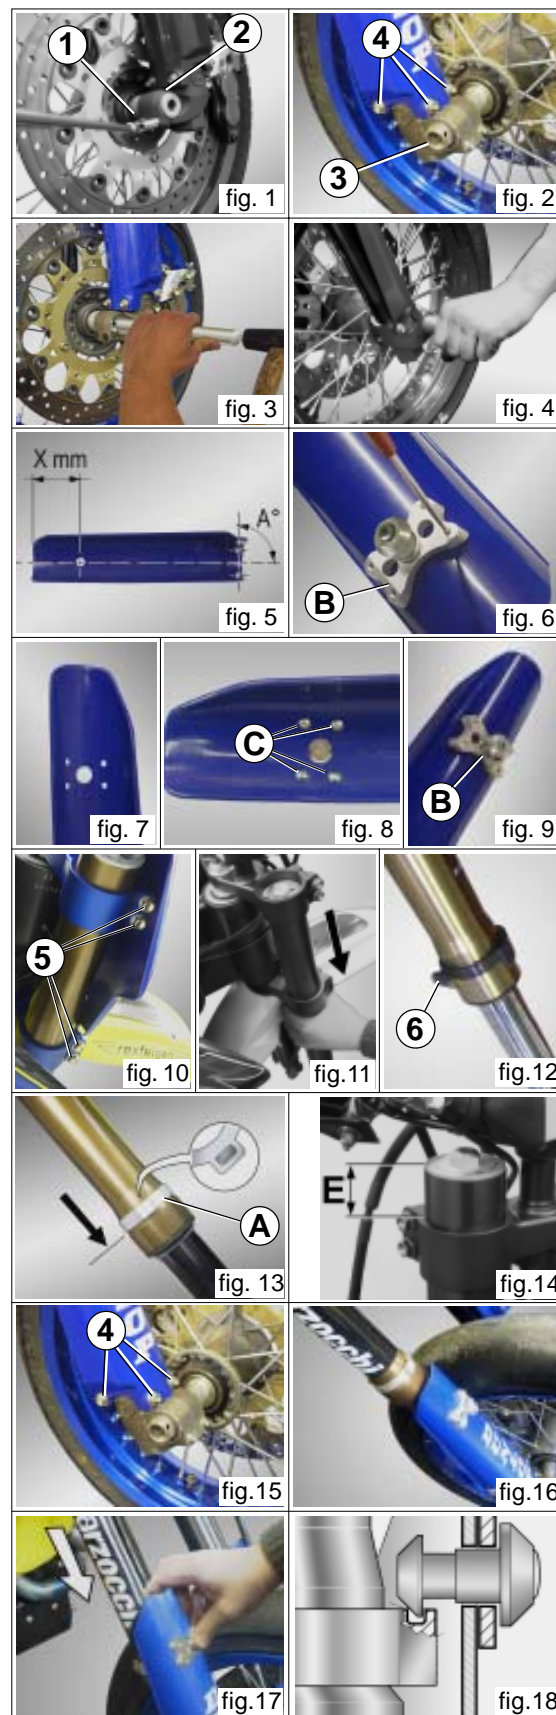 1
2
fig. 1
4
3
fig. 2
fig. 3
fig. 4
X mm
A°
fig. 5
B
fig. 6
fig. 7
C
fig. 8
B
fig. 9
5
fig. 10
fig.11
6
fig.12
A
fig. 13
E
fig.14
4
fig.15
zocchi
fig.16
arzocchi
fig.17
fig.18